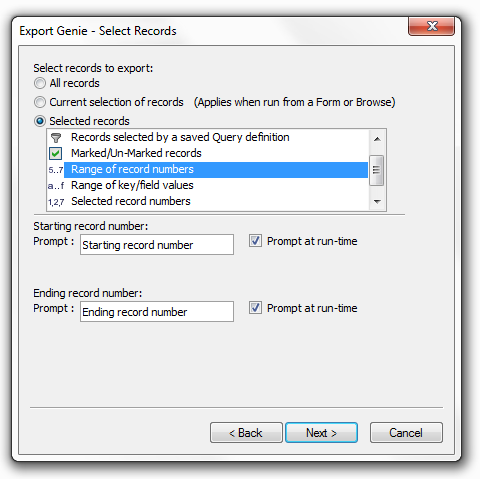 Export Genie - Select Records
Select records to export:
All records
Current selection of records (Applies when run from a Form or Browse)
Selected records
Records selected by a saved Query definition
Marked/Un-Marked records
5..7 Range of record numbers
a..f Range of key/field values
1,2,7 Selected record numbers
Starting record number:
Prompt : Starting record number Prompt at run-time
Ending record number:
Prompt : Ending record number Prompt at run-time
< Back Next > Cancel